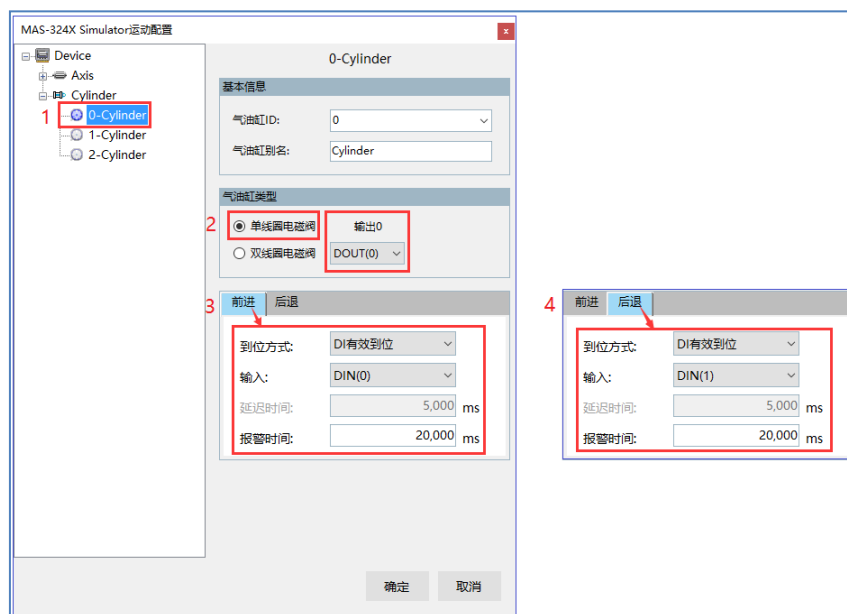 MAS-324X Simulator运动配置
x
Device
Axis
Cylinder
1
0-Cylinder
1-Cylinder
2-Cylinder
0-Cylinder
基本信息
气油缸ID: 0
气油缸别名: Cylinder
气油缸类型
2
单线圈电磁阀 输出0
双线圈电磁阀 DOUT(0)
3
前进 后退
到位方式: DI有效到位
输入: DIN(0)
延迟时间: 5,000 ms
报警时间: 20,000 ms
确定 取消
4
前进 后退
到位方式: DI有效到位
输入: DIN(1)
延迟时间: 5,000 ms
报警时间: 20,000 ms